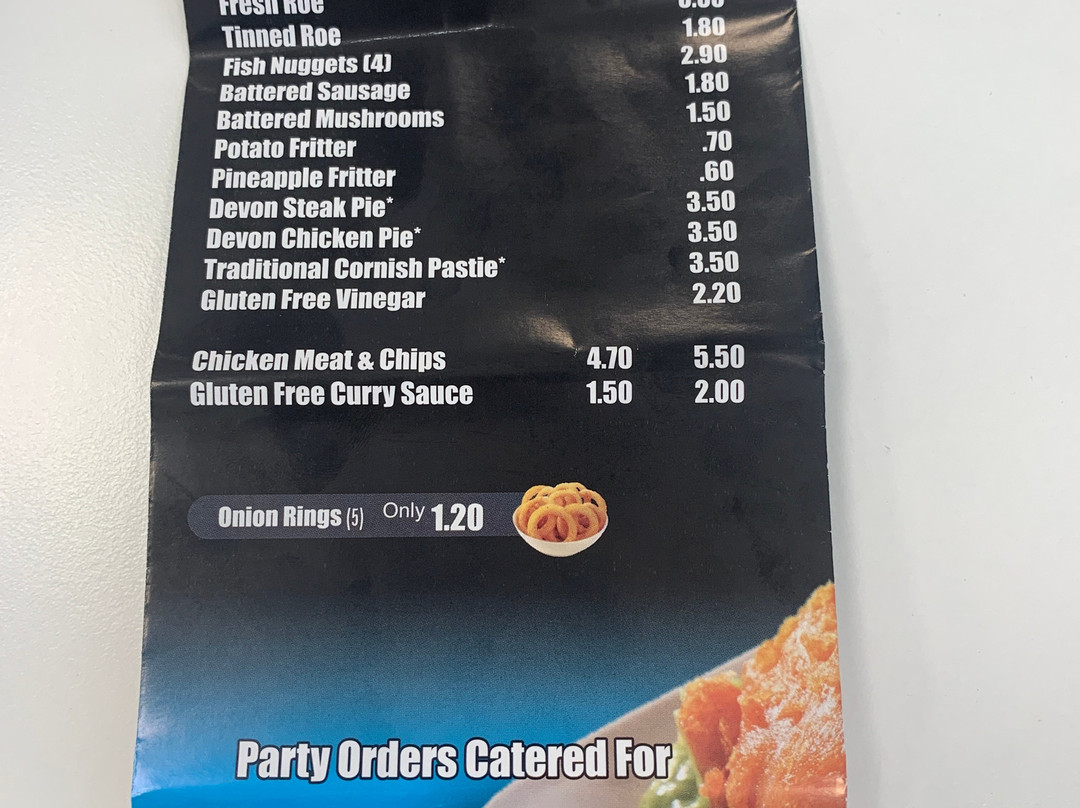 Fresh Roe
Tinned Roe 1.80
Fish Nuggets (4) 2.90
Battered Sausage 1.80
Battered Mushrooms 1.50
Potato Fritter .70
Pineapple Fritter .60
Devon Steak Pie* 3.50
Devon Chicken Pie* 3.50
Traditional Cornish Pastie* 3.50
Gluten Free Vinegar 2.20
Chicken Meat & Chips 4.70 5.50
Gluten Free Curry Sauce 1.50 2.00
Onion Rings (5) Only 1.20
Party Orders Catered For